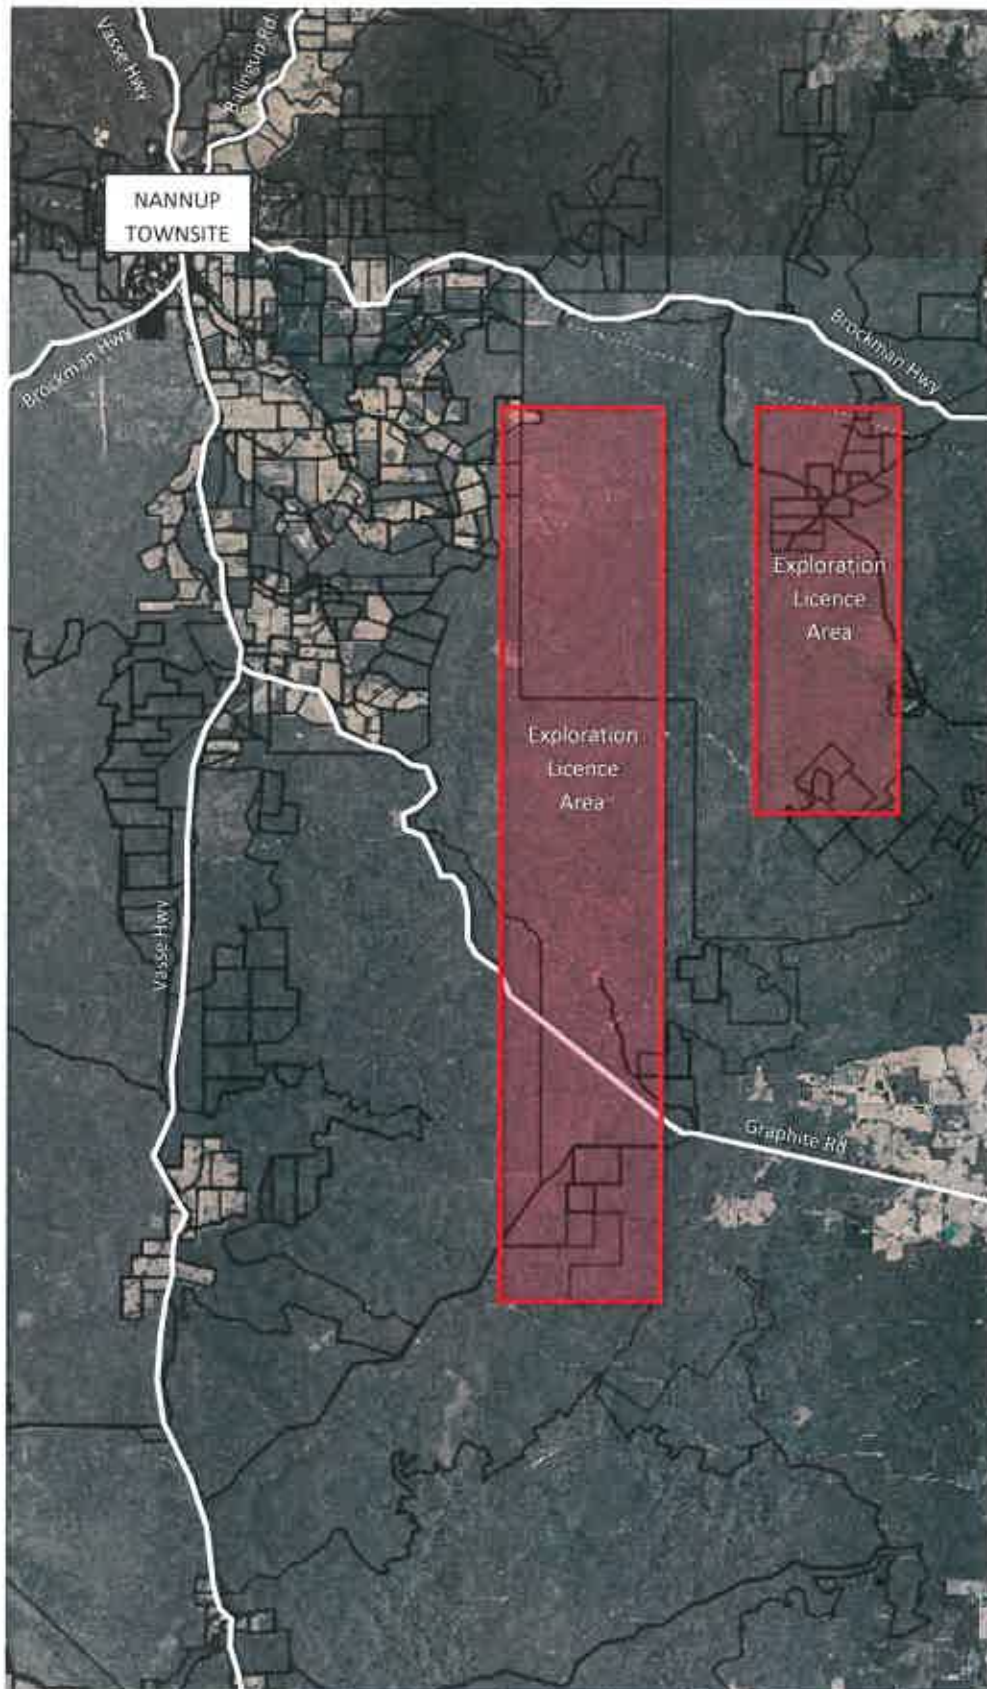 Vasse Hwy
Balingup Rd
NANNUP
TOWNSITE
Brockman Hwy
Brockman Hwy
Exploration
Licence
Area
Exploration
Licence
Area
Vasse Hwy
Graphite Rd